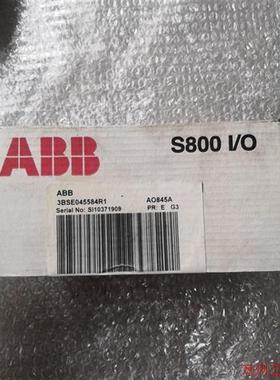 ABB
S800 I/O
ABB
3BSE045584R1
AO845A
Serial No: SI10371909
PR: E G3